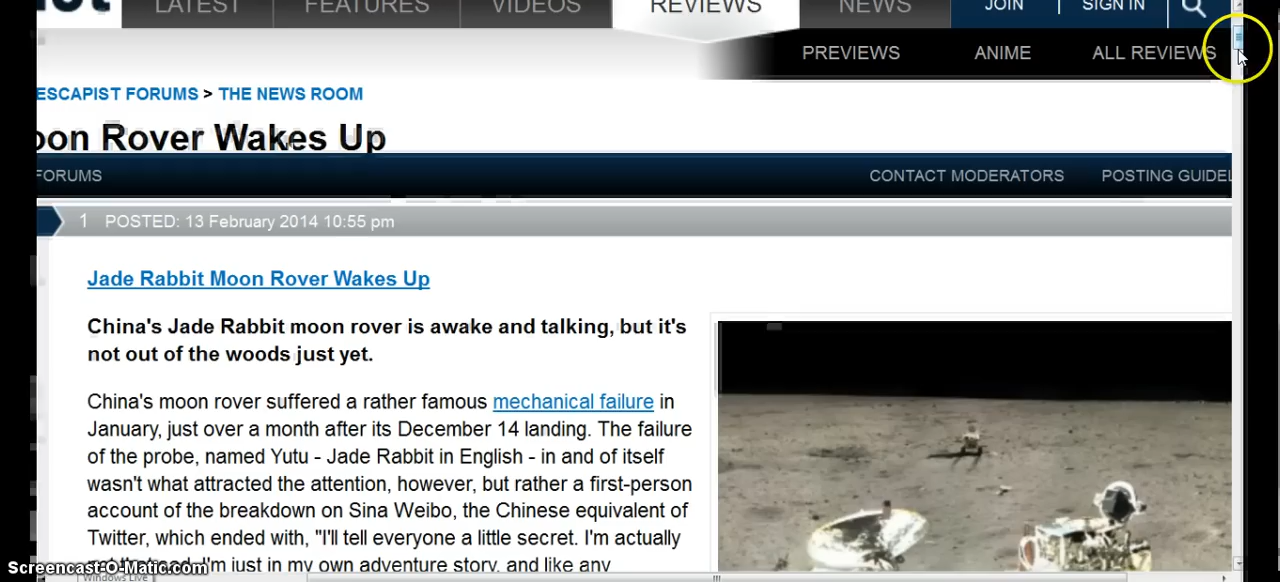 LATEST FEATURES VIDEOS REVIEWS NEWS JOIN SIGN IN
PREVIEWS ANIME ALL REVIEWS
ESCAPIST FORUMS > THE NEWS ROOM
oon Rover Wakes Up
FORUMS CONTACT MODERATORS POSTING GUIDEL
1 POSTED: 13 February 2014 10:55 pm
Jade Rabbit Moon Rover Wakes Up
China's Jade Rabbit moon rover is awake and talking, but it's
not out of the woods just yet.
China's moon rover suffered a rather famous mechanical failure in
January, just over a month after its December 14 landing. The failure
of the probe, named Yutu - Jade Rabbit in English - in and of itself
wasn't what attracted the attention, however, but rather a first-person
account of the breakdown on Sina Weibo, the Chinese equivalent of
Twitter, which ended with, "I'll tell everyone a little secret. I'm actually
I'm just in my own adventure story, and like any
Screencast-O-Matic.com
Windows Live